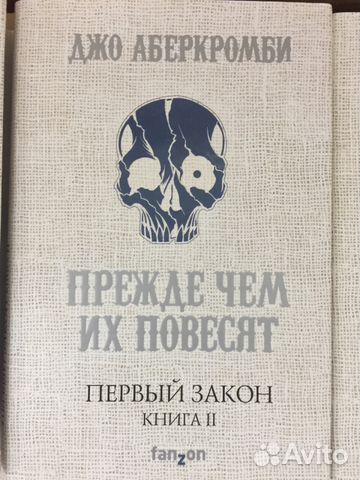 ДЖО АБЕРКРОМБИ
ПРЕЖДЕ ЧЕМ
ИХ ПОВЕСЯТ
ПЕРВЫЙ ЗАКОН
КНИГА II
fanzon
Avito